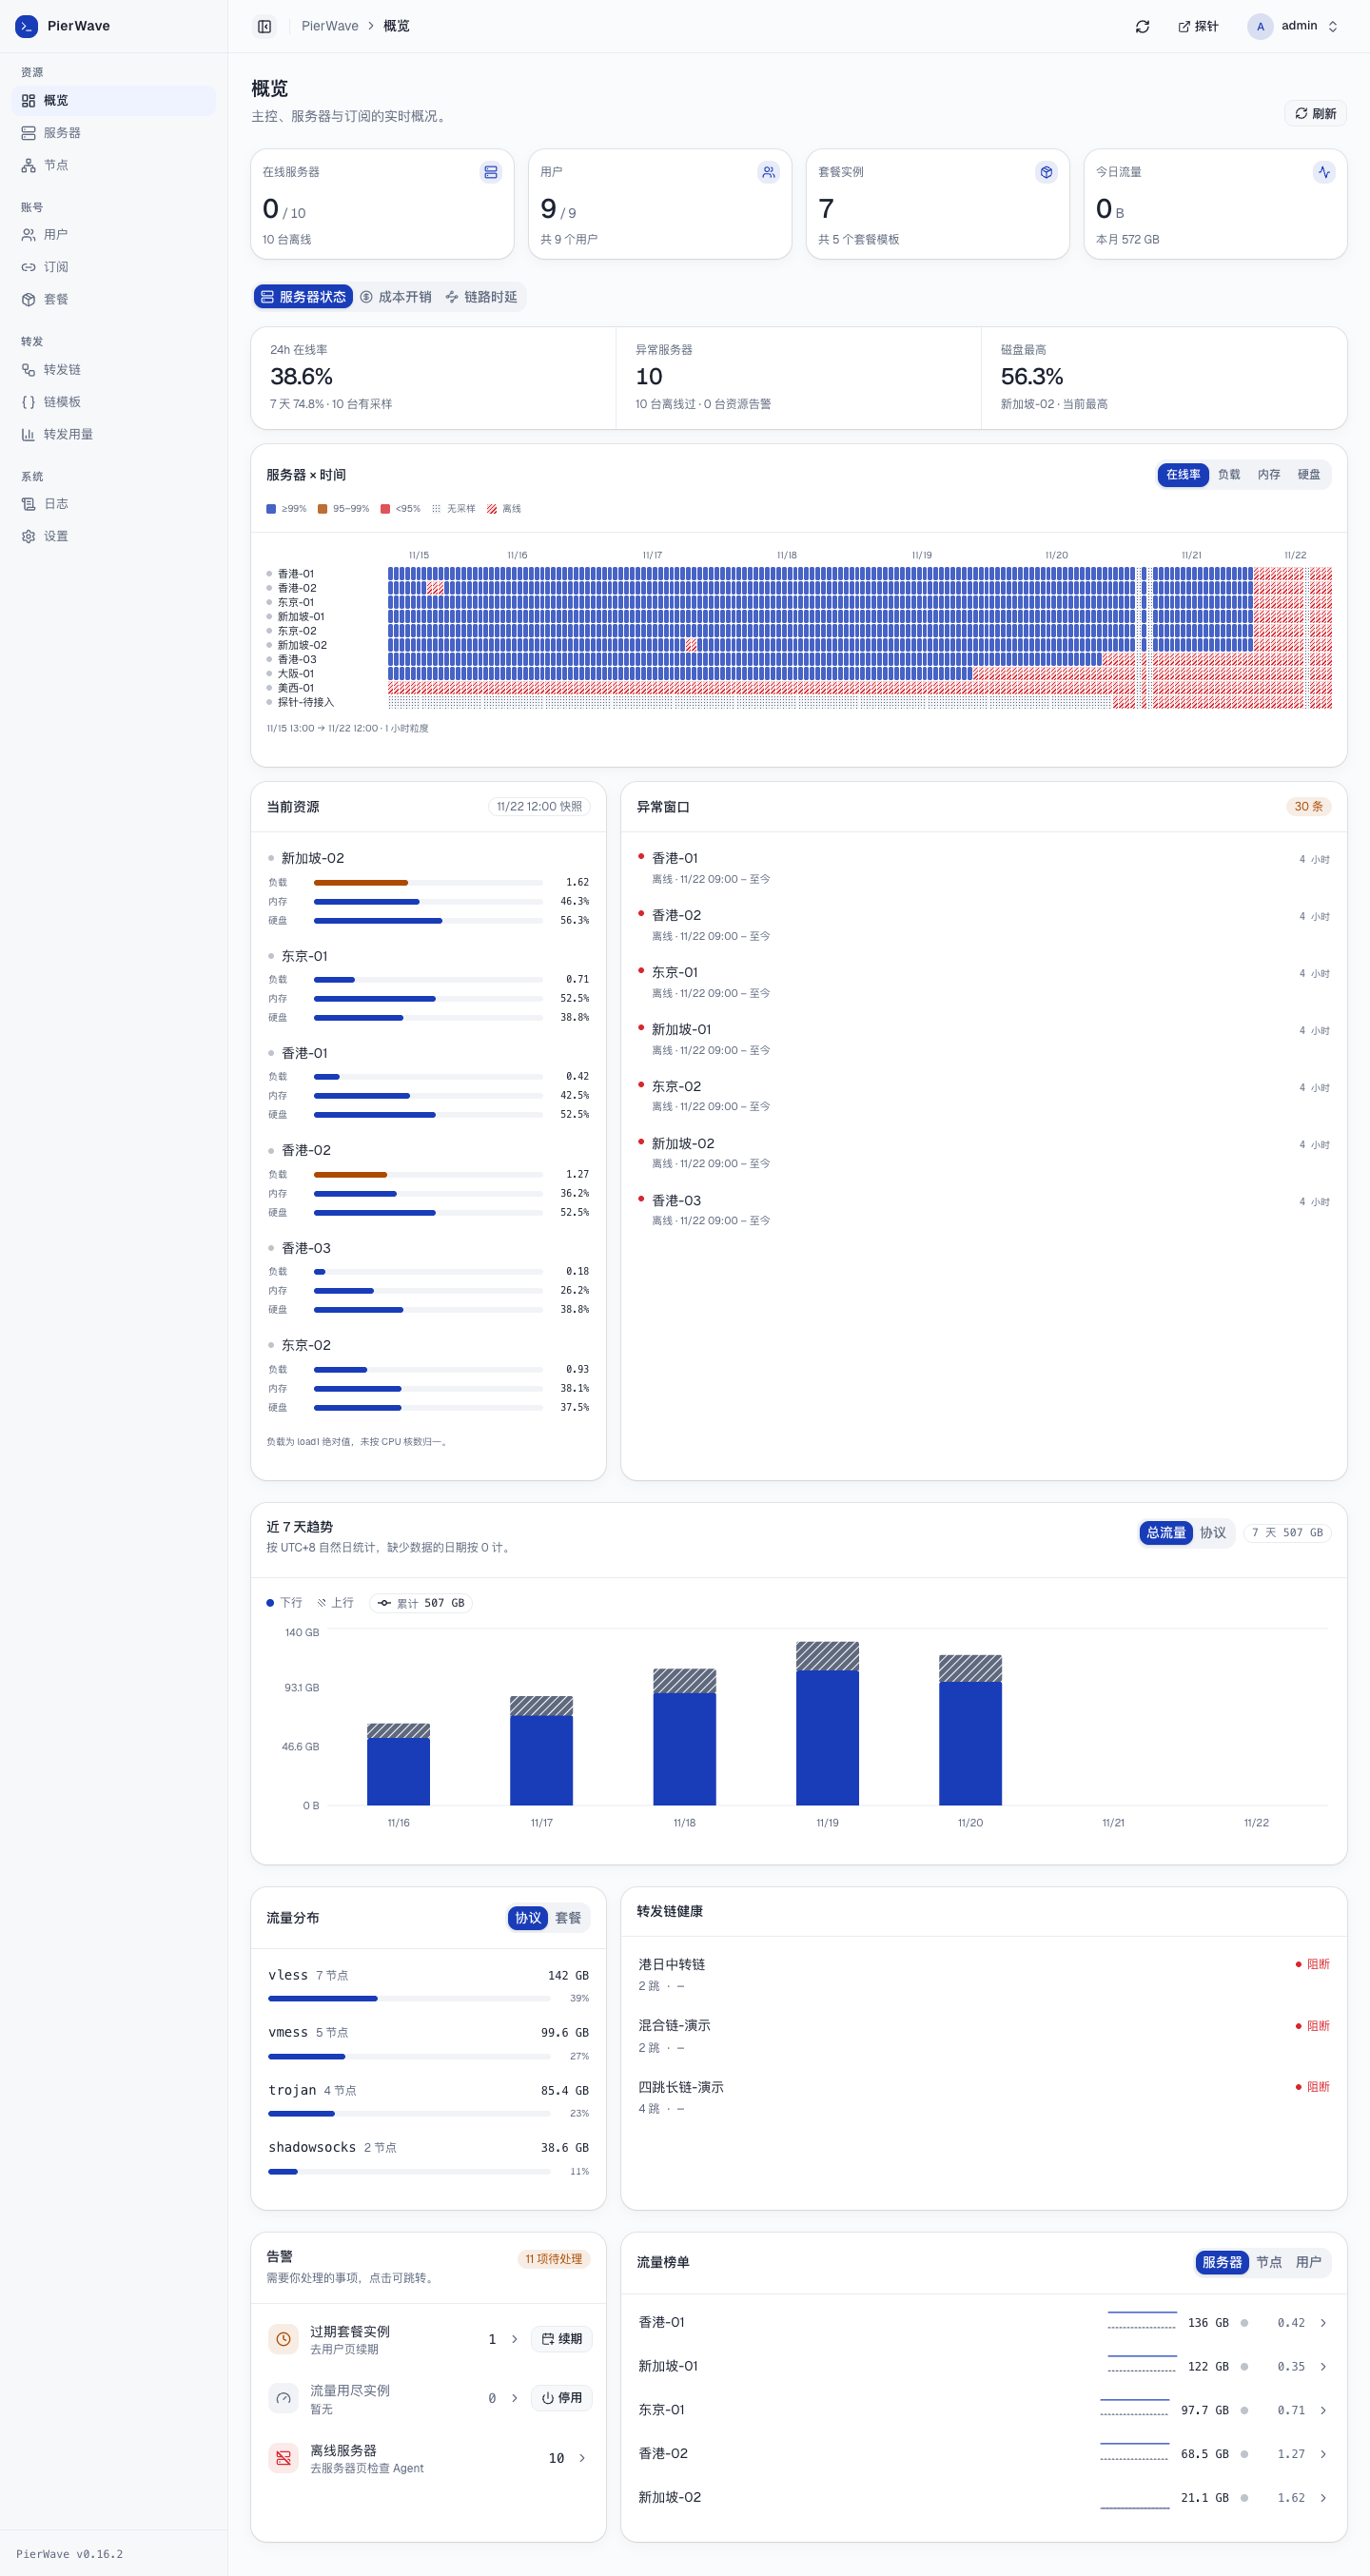 PierWave
PierWave > 概览
探针
A admin
资源
概览
服务器
节点
账号
用户
订阅
套餐
转发
转发链
链模板
转发用量
系统
日志
设置
PierWave v0.16.2
概览
主控、服务器与订阅的实时概况。
刷新
在线服务器
0 / 10
10 台离线
用户
9 / 9
共 9 个用户
套餐实例
7
共 5 个套餐模板
今日流量
0 B
本月 572 GB
服务器状态 成本开销 链路时延
24h 在线率
38.6%
7 天 74.8% · 10 台有采样
异常服务器
10
10 台离线过 · 0 台资源告警
磁盘最高
56.3%
新加坡-02 · 当前最高
服务器 × 时间
在线率 负载 内存 硬盘
≥99% 95–99% <95% 无采样 离线
11/15 11/16 11/17 11/18 11/19 11/20 11/21 11/22
香港-01
香港-02
东京-01
新加坡-01
东京-02
新加坡-02
香港-03
大阪-01
美西-01
探针-待接入
11/15 13:00 → 11/22 12:00 · 1 小时粒度
当前资源 11/22 12:00 快照
新加坡-02
负载 1.62
内存 46.3%
硬盘 56.3%
东京-01
负载 0.71
内存 52.5%
硬盘 38.8%
香港-01
负载 0.42
内存 42.5%
硬盘 52.5%
香港-02
负载 1.27
内存 36.2%
硬盘 52.5%
香港-03
负载 0.18
内存 26.2%
硬盘 38.8%
东京-02
负载 0.93
内存 38.1%
硬盘 37.5%
负载为 load1 绝对值，未按 CPU 核数归一。
异常窗口 30 条
香港-01 4 小时
离线 · 11/22 09:00 – 至今
香港-02 4 小时
离线 · 11/22 09:00 – 至今
东京-01 4 小时
离线 · 11/22 09:00 – 至今
新加坡-01 4 小时
离线 · 11/22 09:00 – 至今
东京-02 4 小时
离线 · 11/22 09:00 – 至今
新加坡-02 4 小时
离线 · 11/22 09:00 – 至今
香港-03 4 小时
离线 · 11/22 09:00 – 至今
近 7 天趋势
按 UTC+8 自然日统计，缺少数据的日期按 0 计。
总流量 协议 7 天 507 GB
下行 上行 累计 507 GB
140 GB
93.1 GB
46.6 GB
0 B
11/16 11/17 11/18 11/19 11/20 11/21 11/22
流量分布 协议 套餐
vless 7 节点 142 GB
39%
vmess 5 节点 99.6 GB
27%
trojan 4 节点 85.4 GB
23%
shadowsocks 2 节点 38.6 GB
11%
转发链健康
港日中转链 阻断
2 跳 · —
混合链-演示 阻断
2 跳 · —
四跳长链-演示 阻断
4 跳 · —
告警 11 项待处理
需要你处理的事项，点击可跳转。
过期套餐实例 1 续期
去用户页续期
流量用尽实例 0 停用
暂无
离线服务器 10
去服务器页检查 Agent
流量榜单 服务器 节点 用户
香港-01 136 GB 0.42
新加坡-01 122 GB 0.35
东京-01 97.7 GB 0.71
香港-02 68.5 GB 1.27
新加坡-02 21.1 GB 1.62